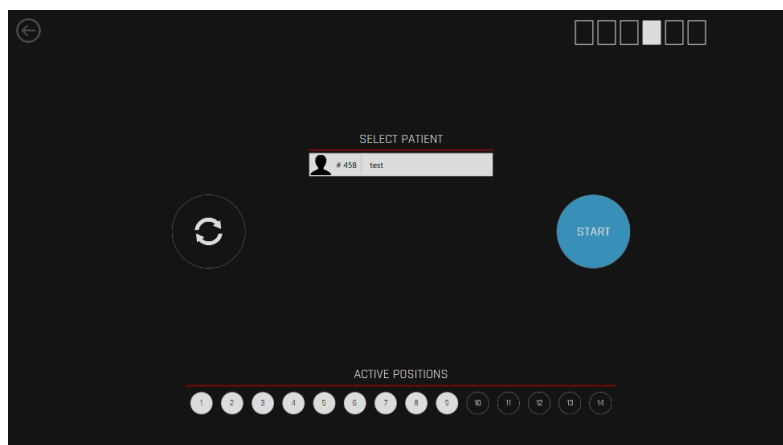 SELECT PATIENT
# 458 test
START
ACTIVE POSITIONS
1 2 3 4 5 6 7 8 9 10 11 12 13 14